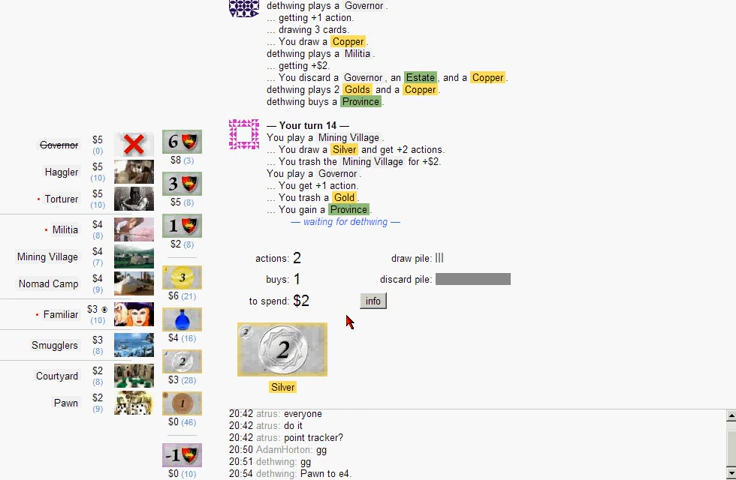 dethwing plays a Governor.
... getting +1 action.
... drawing 3 cards.
... You draw a Copper.
dethwing plays a Militia.
... getting +$2.
... You discard a Governor, an Estate, and a Copper.
dethwing plays 2 Golds and a Copper.
dethwing buys a Province.
— Your turn 14 —
You play a Mining Village.
... You draw a Silver and get +2 actions.
... You trash the Mining Village for +$2.
You play a Governor.
... You get +1 action.
... You trash a Gold.
... You gain a Province.
— waiting for dethwing —
Governor $5 (0)
Haggler $5 (10)
Torturer $5 (10)
Militia $4 (8)
Mining Village $4 (7)
Nomad Camp $4 (9)
Familiar $3 (10)
Smugglers $3 (8)
Courtyard $2 (8)
Pawn $2 (9)
6
$8 (3)
3
$5 (8)
1
$2 (8)
3
$6 (21)
$4 (16)
2
$3 (28)
1
$0 (46)
-1
$0 (10)
actions: 2
draw pile:
buys: 1
discard pile:
to spend: $2
info
2
2
Silver
20:42 atrus: everyone
20:42 atrus: do it
20:42 atrus: point tracker?
20:50 AdamHorton: gg
20:51 dethwing: gg
20:54 dethwing: Pawn to e4.